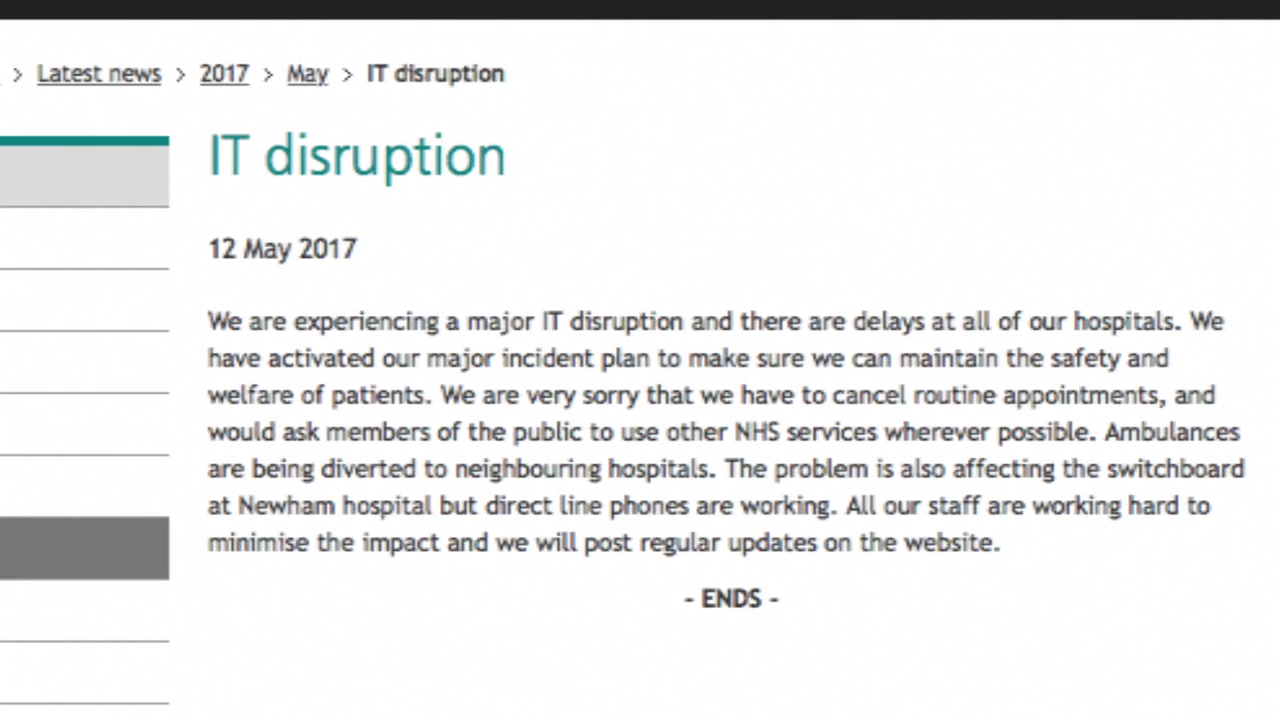 > Latest news > 2017 > May > IT disruption
IT disruption
12 May 2017
We are experiencing a major IT disruption and there are delays at all of our hospitals. We
have activated our major incident plan to make sure we can maintain the safety and
welfare of patients. We are very sorry that we have to cancel routine appointments, and
would ask members of the public to use other NHS services wherever possible. Ambulances
are being diverted to neighbouring hospitals. The problem is also affecting the switchboard
at Newham hospital but direct line phones are working. All our staff are working hard to
minimise the impact and we will post regular updates on the website.
- ENDS -